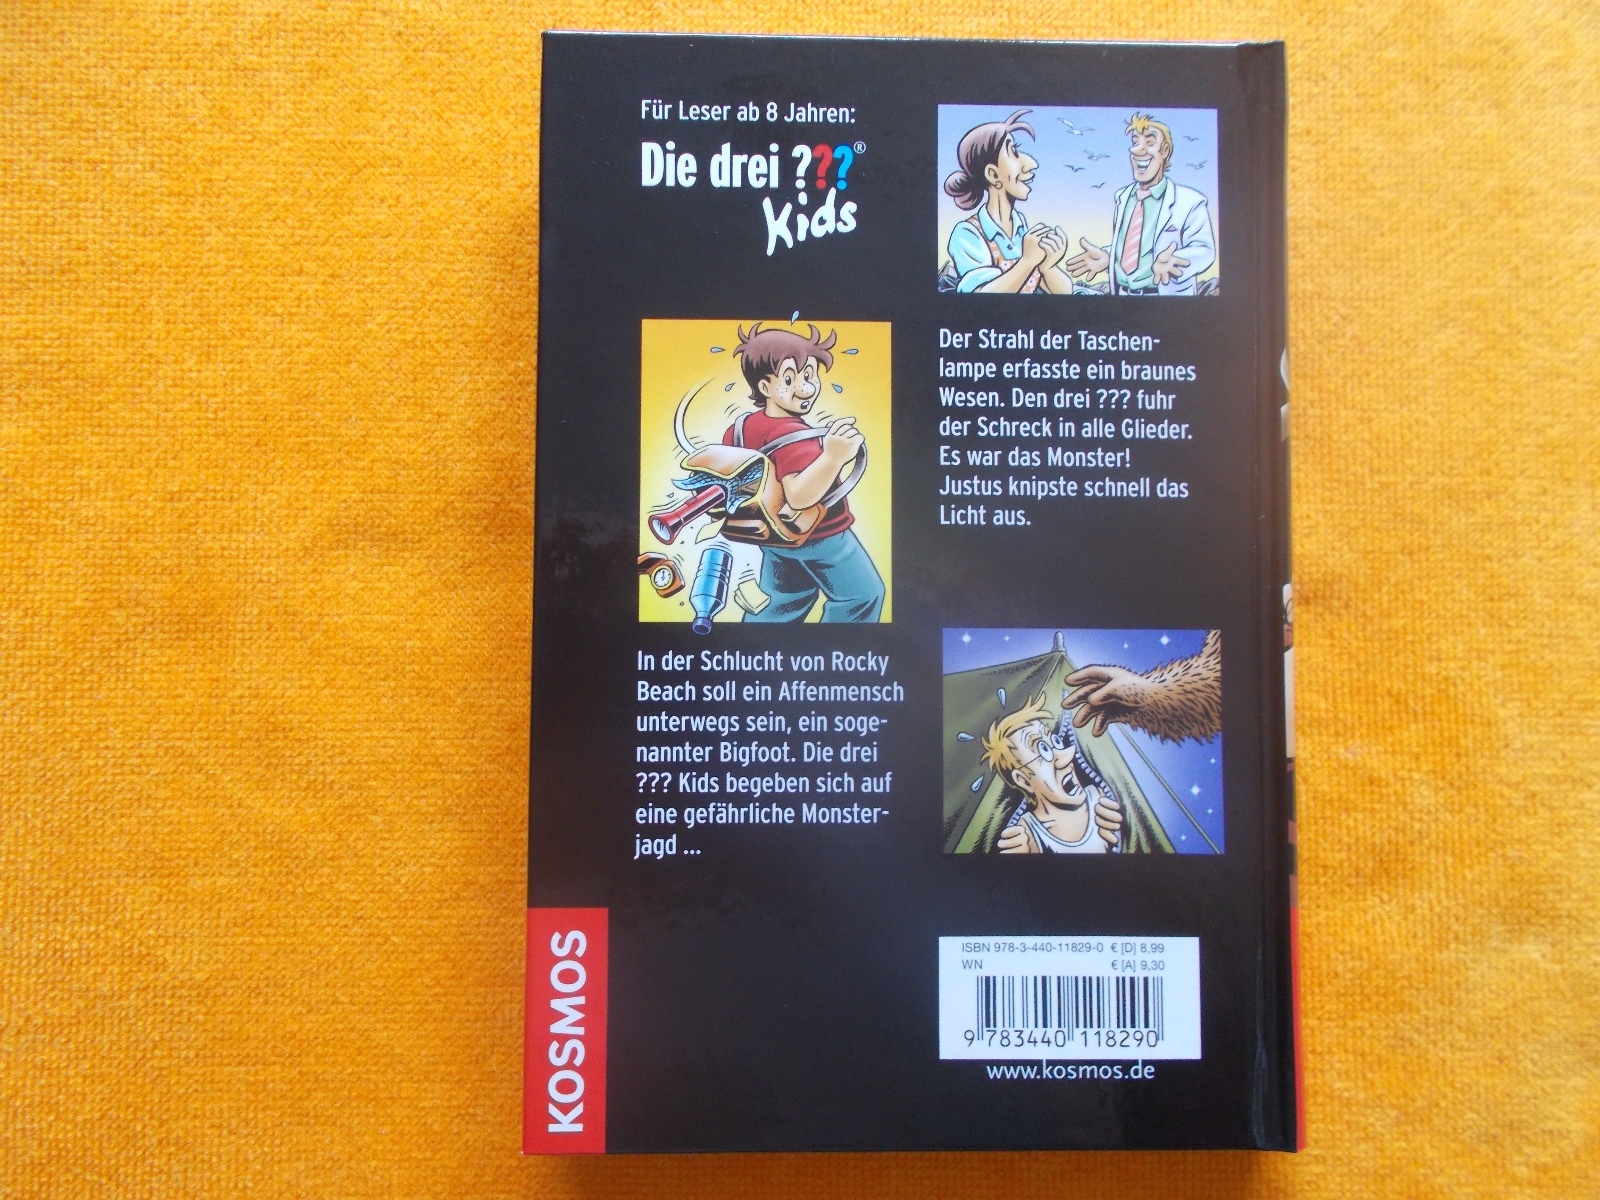 Für Leser ab 8 Jahren:
Die drei ???®
Kids
In der Schlucht von Rocky
Beach soll ein Affenmensch
unterwegs sein, ein soge-
nannter Bigfoot. Die drei
??? Kids begeben sich auf
eine gefährliche Monster-
jagd ...
Der Strahl der Taschen-
lampe erfasste ein braunes
Wesen. Den drei ??? fuhr
der Schreck in alle Glieder.
Es war das Monster!
Justus knipste schnell das
Licht aus.
KOSMOS
ISBN 978-3-440-11829-0 € [D] 8,99
WN € [A] 9,30
9 783440 118290
www.kosmos.de